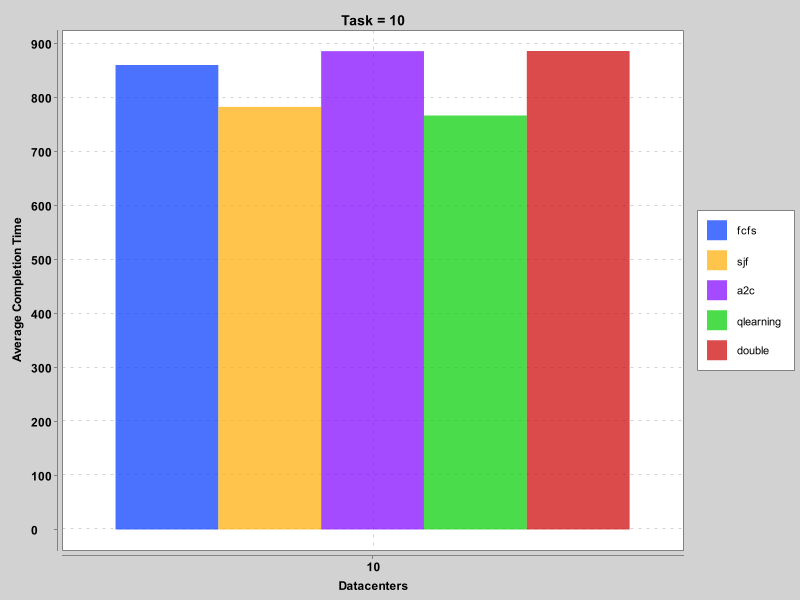 Task = 10
Average Completion Time
900
800
700
600
500
400
300
200
100
0
10
Datacenters
fcfs
sjf
a2c
qlearning
double